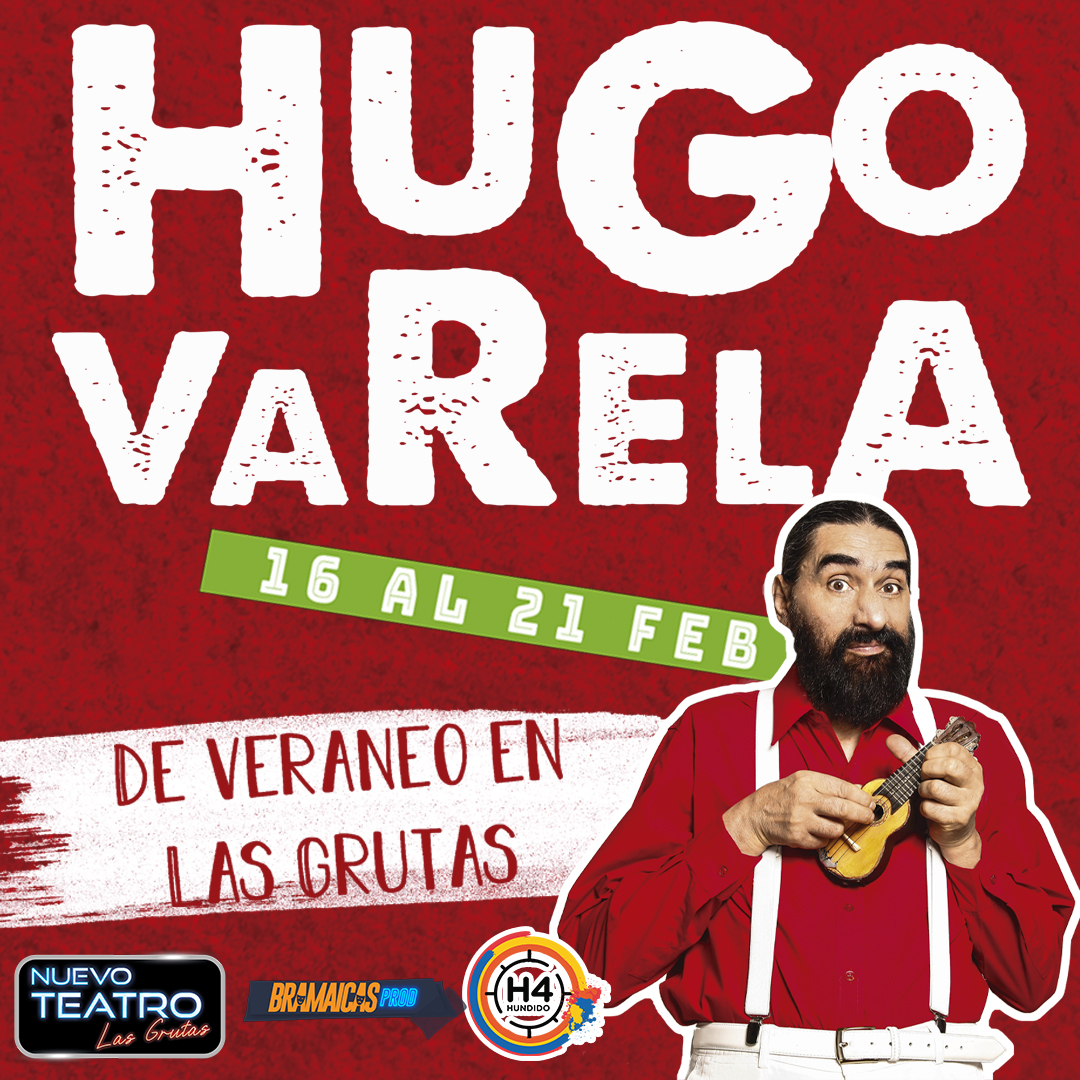 HUGO
VARELA
16 AL 21 FEB
DE VERANEO EN
LAS GRUTAS
NUEVO
TEATRO
Las Grutas
BRAMAICAS PROD
H4
HUNDIDO